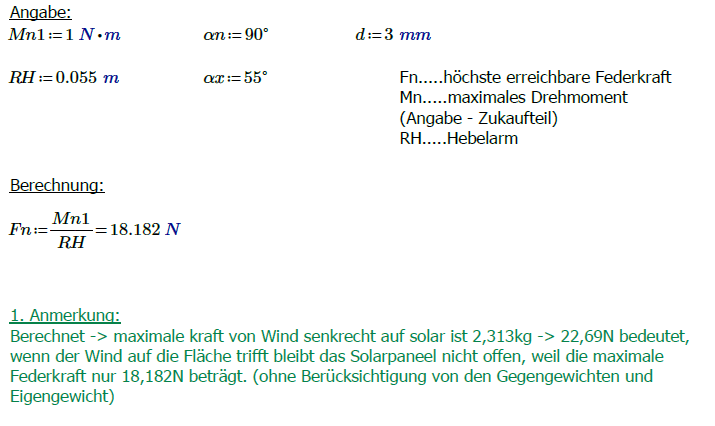 Angabe:
Mn1:=1 N•m αn:=90° d:=3 mm
RH:=0.055 m αx:=55° Fn.....höchste erreichbare Federkraft
Mn.....maximales Drehmoment
(Angabe - Zukaufteil)
RH.....Hebelarm
Berechnung:
Fn:=Mn1/RH=18.182 N
1. Anmerkung:
Berechnet -> maximale kraft von Wind senkrecht auf solar ist 2,313kg -> 22,69N bedeutet,
wenn der Wind auf die Fläche trifft bleibt das Solarpaneel nicht offen, weil die maximale
Federkraft nur 18,182N beträgt. (ohne Berücksichtigung von den Gegengewichten und
Eigengewicht)